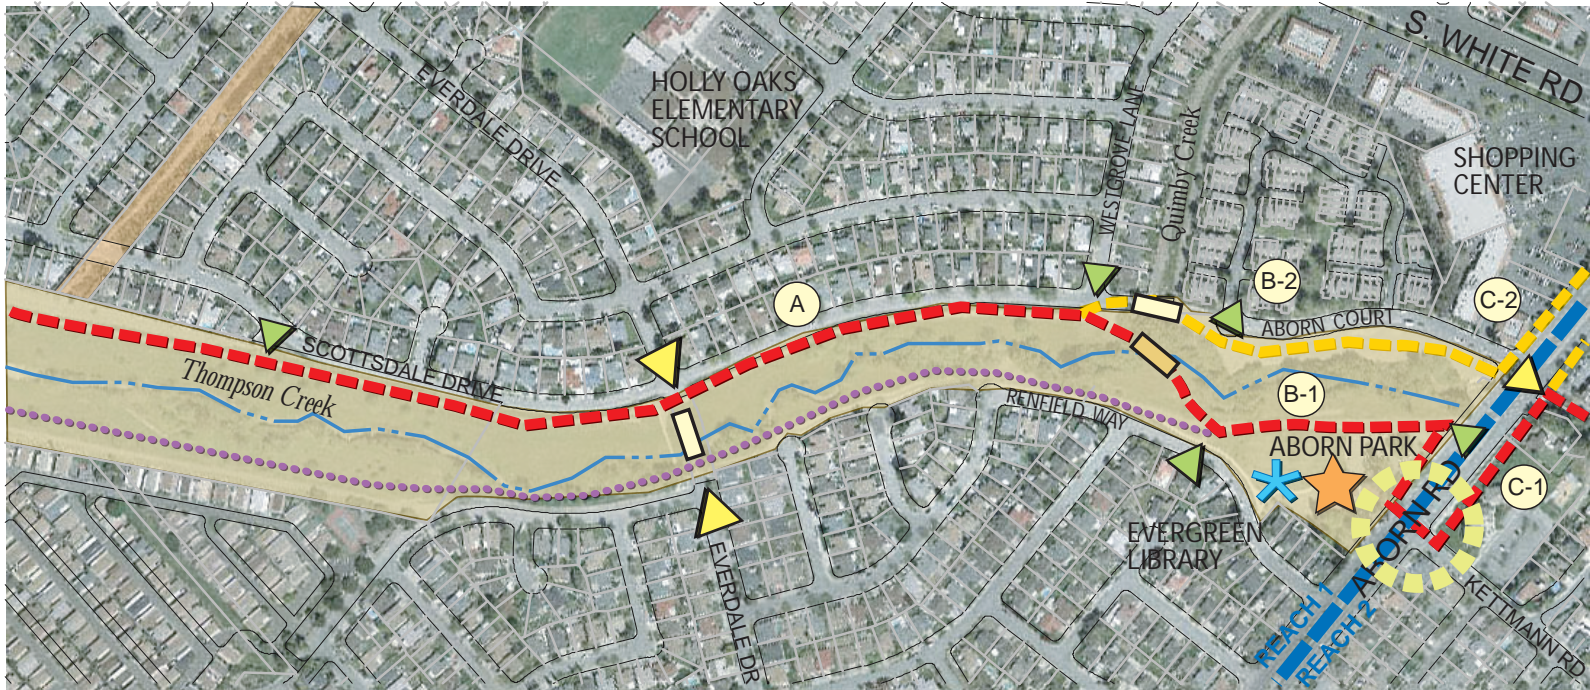 S. WHITE RD
HOLLY OAKS
ELEMENTARY
SCHOOL
EVERDALE DRIVE
WESTGROVE LANE
Quimby Creek
SHOPPING
CENTER
B-2
A
C-2
ABORN COURT
SCOTTSDALE DRIVE
Thompson Creek
B-1
RENFIELD WAY
ABORN PARK
C-1
EVERGREEN
LIBRARY
ABORN RD
EVERDALE DR
KETTMANN RD
REACH 1
REACH 2